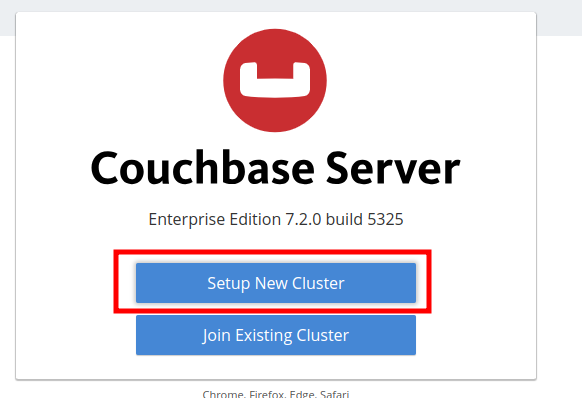 Couchbase Server
Enterprise Edition 7.2.0 build 5325
Setup New Cluster
Join Existing Cluster
Chrome, Firefox, Edge, Safari